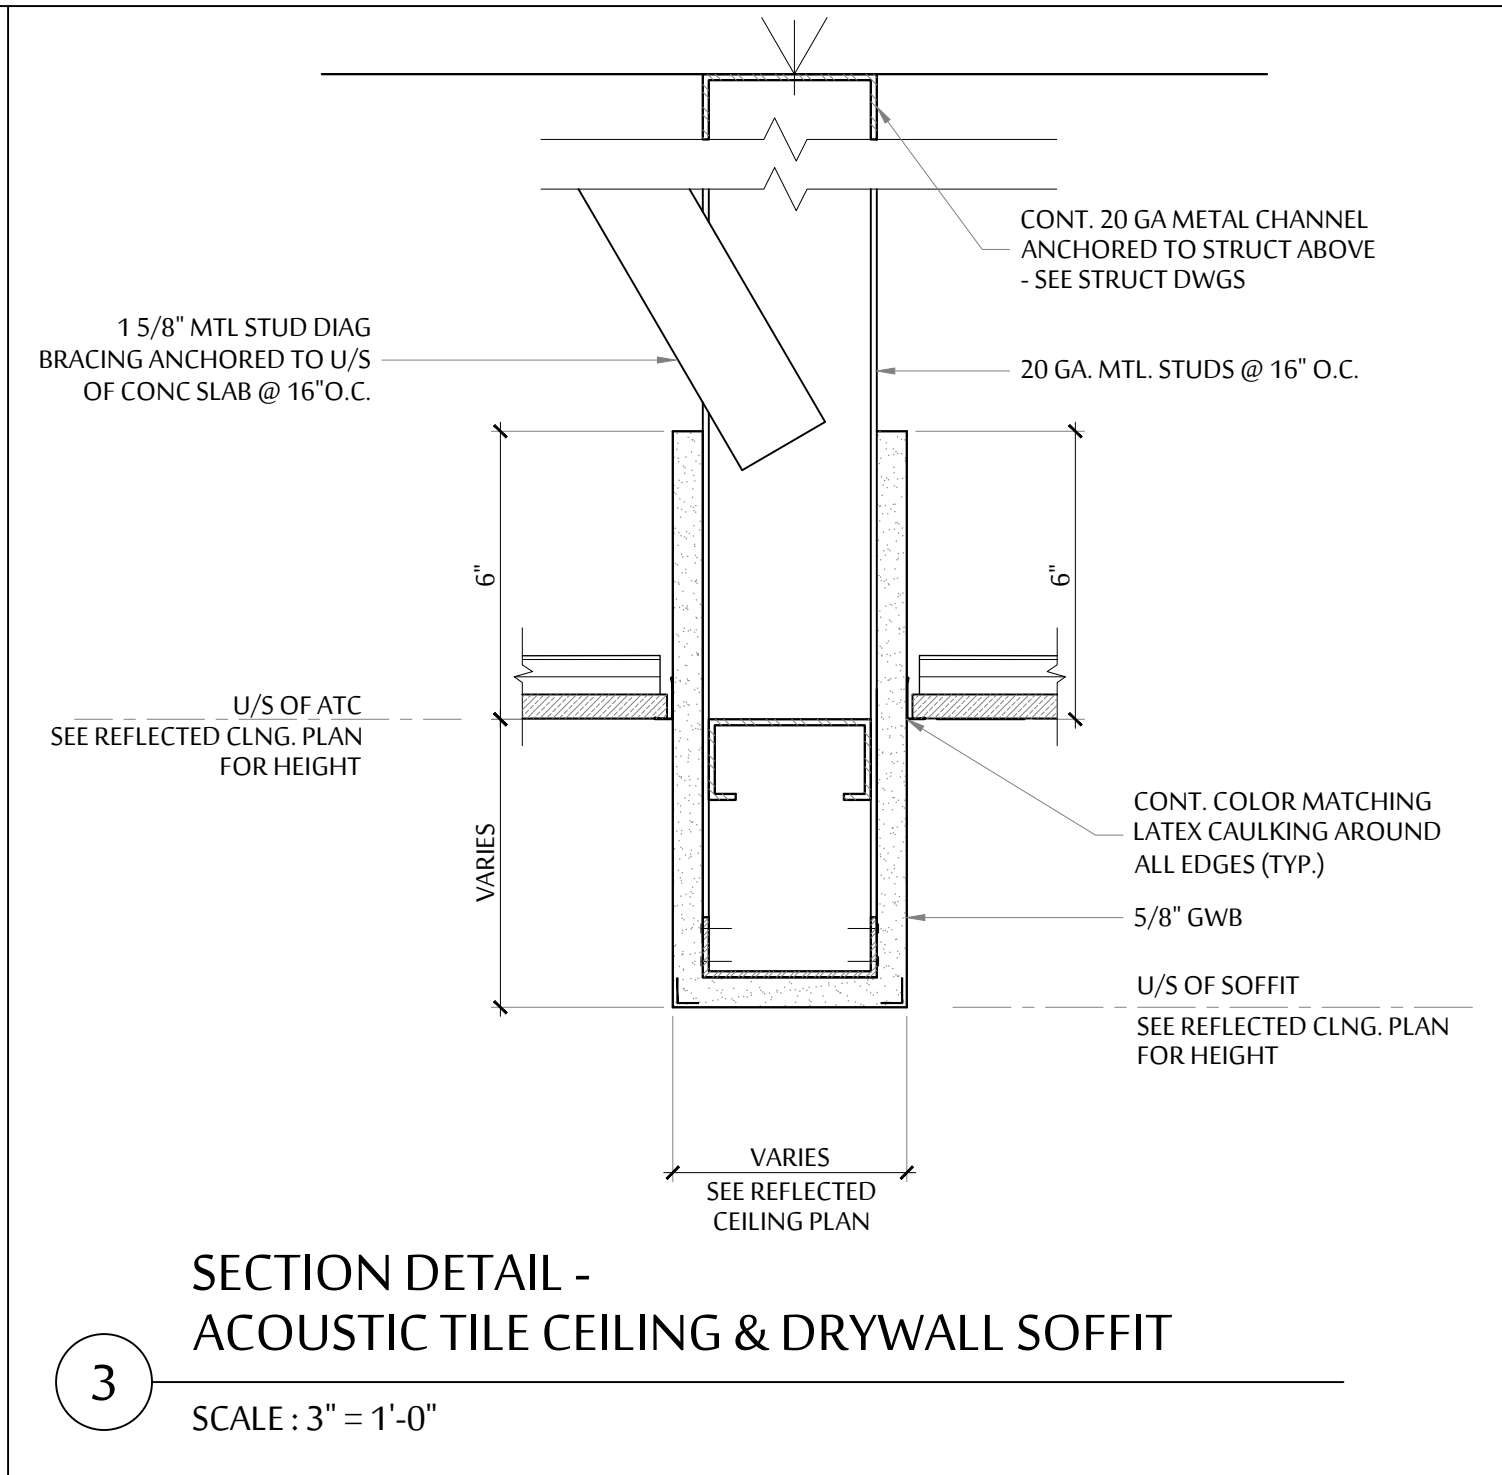 CONT. 20 GA METAL CHANNEL
ANCHORED TO STRUCT ABOVE
- SEE STRUCT DWGS
1 5/8" MTL STUD DIAG
BRACING ANCHORED TO U/S
OF CONC SLAB @ 16"O.C.
20 GA. MTL. STUDS @ 16" O.C.
6"
6"
U/S OF ATC
SEE REFLECTED CLNG. PLAN
FOR HEIGHT
VARIES
CONT. COLOR MATCHING
LATEX CAULKING AROUND
ALL EDGES (TYP.)
5/8" GWB
U/S OF SOFFIT
SEE REFLECTED CLNG. PLAN
FOR HEIGHT
VARIES
SEE REFLECTED
CEILING PLAN
SECTION DETAIL -
ACOUSTIC TILE CEILING & DRYWALL SOFFIT
3
SCALE : 3" = 1'-0"